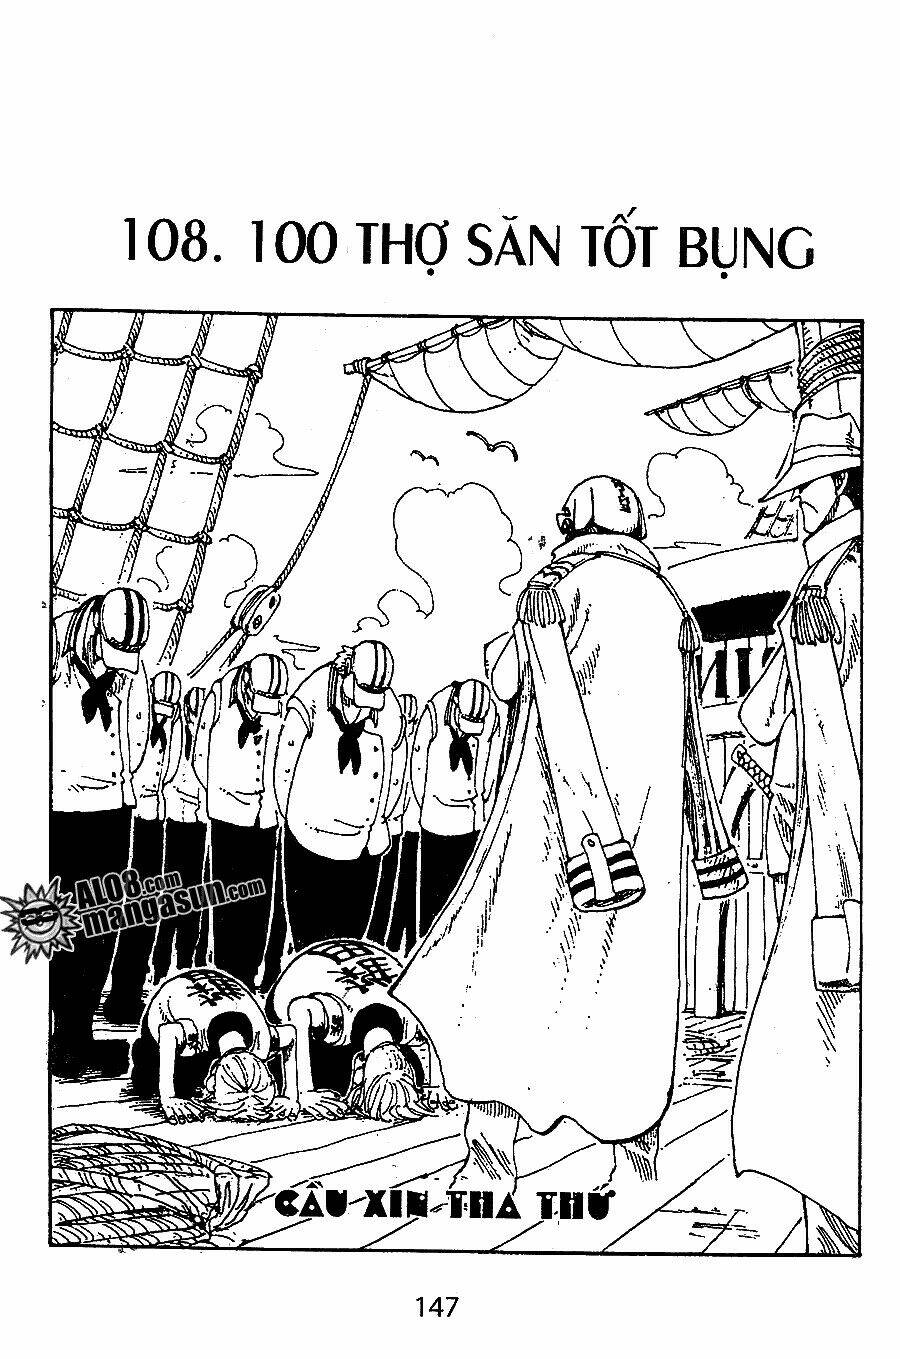 108. 100 THỢ SĂN TỐT BỤNG
ALO8.com
mangasun.com
CẦU XIN THA THỨ
147